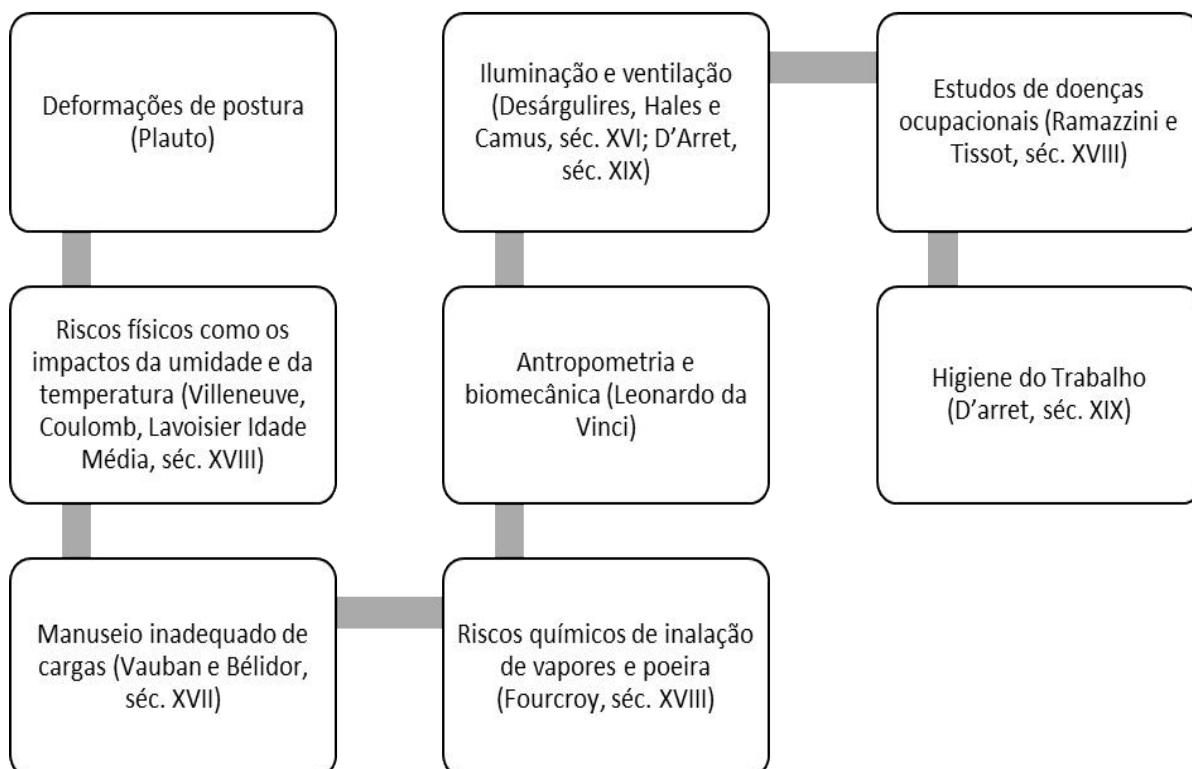 Deformações de postura
(Plauto)
Riscos físicos como os
impactos da umidade e da
temperatura (Villeneuve,
Coulomb, Lavoisier Idade
Média, séc. XVIII)
Manuseio inadequado de
cargas (Vauban e Bélidor,
séc. XVII)
Riscos químicos de inalação
de vapores e poeira
(Fourcroy, séc. XVIII)
Antropometria e
biomecânica (Leonardo da
Vinci)
Iluminação e ventilação
(Desárgulires, Hales e
Camus, séc. XVI; D’Arret,
séc. XIX)
Estudos de doenças
ocupacionais (Ramazzini e
Tissot, séc. XVIII)
Higiene do Trabalho
(D’arret, séc. XIX)